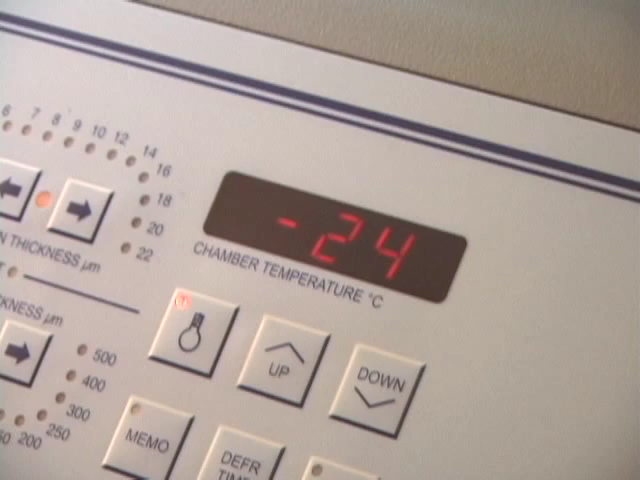 6 7 8 9 10 12 14
16
18
20
22
-24
CHAMBER TEMPERATURE °C
N THICKNESS µm
T
KNESS µm
UP
DOWN
500
400
300
250
200
50
MEMO
DEFR
TIME